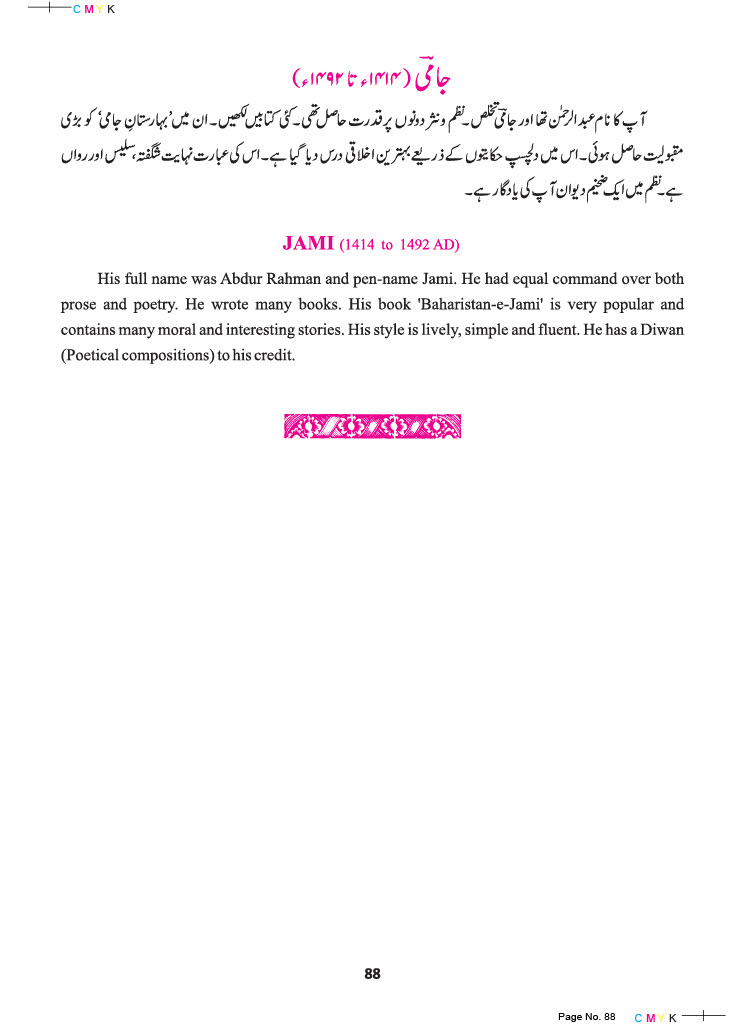 C M Y K
جامیؔ (۱۴۱۴ء تا ۱۴۹۲ء)
آپ کا نام عبدالرحمٰن تھا اور جامیؔ تخلص۔ نظم و نثر دونوں پر قدرت حاصل تھی۔ کئی کتابیں لکھیں۔ ان میں 'بہارستانِ جامی' کو بڑی
مقبولیت حاصل ہوئی۔ اس میں دلچسپ حکایتوں کے ذریعے بہترین اخلاقی درس دیا گیا ہے۔ اس کی عبارت نہایت شگفتہ، سلیس اور رواں
ہے۔ نظم میں ایک ضخیم دیوان آپ کی یادگار ہے۔
JAMI (1414 to 1492 AD)
His full name was Abdur Rahman and pen-name Jami. He had equal command over both
prose and poetry. He wrote many books. His book 'Baharistan-e-Jami' is very popular and
contains many moral and interesting stories. His style is lively, simple and fluent. He has a Diwan
(Poetical compositions) to his credit.
88
Page No. 88 C M Y K